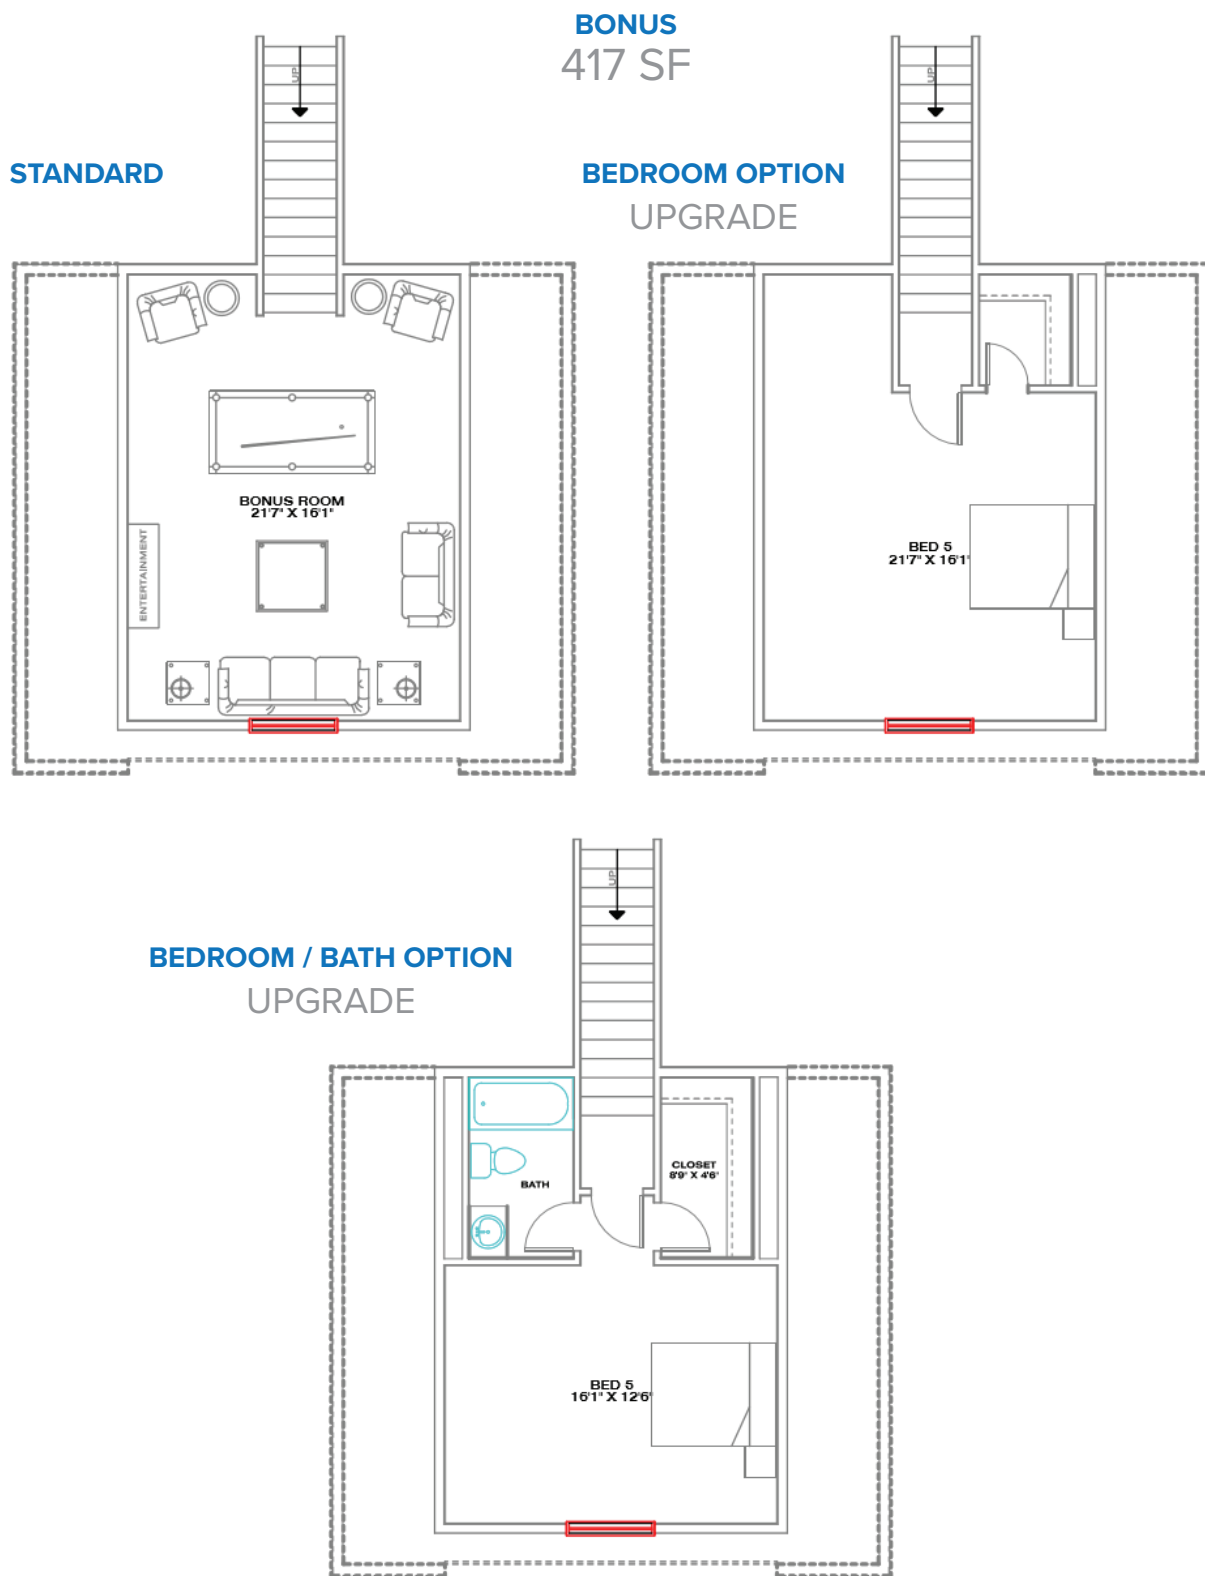 BONUS
417 SF
UP
UP
STANDARD
BEDROOM OPTION
UPGRADE
BONUS ROOM
21'7" X 16'1"
ENTERTAINMENT
BED 5
21'7" X 16'1"
UP
BEDROOM / BATH OPTION
UPGRADE
CLOSET
8'9" X 4'6"
BATH
BED 5
16'1" X 12'6"